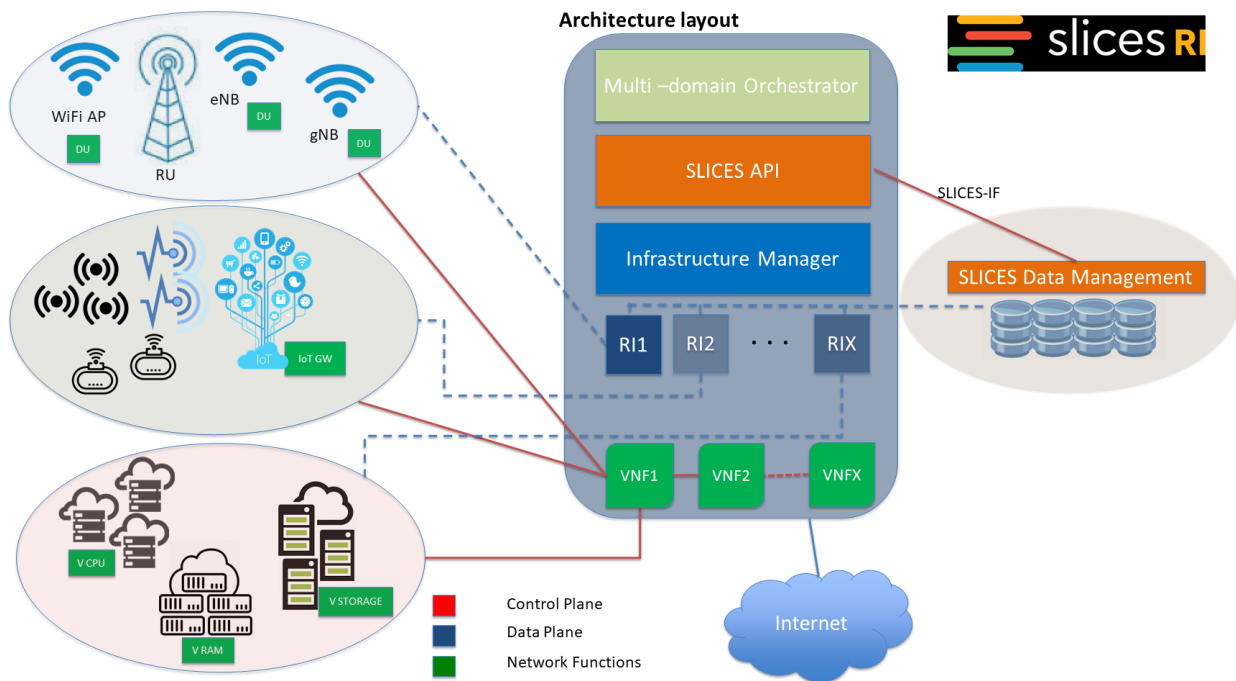 Architecture layout
slices RI
Multi –domain Orchestrator
SLICES API
Infrastructure Manager
SLICES-IF
SLICES Data Management
WiFi AP
DU
RU
eNB
DU
gNB
DU
IoT
IoT GW
RI1
RI2
. . .
RIX
VNF1
VNF2
VNFX
V CPU
V RAM
V STORAGE
Control Plane
Data Plane
Network Functions
Internet